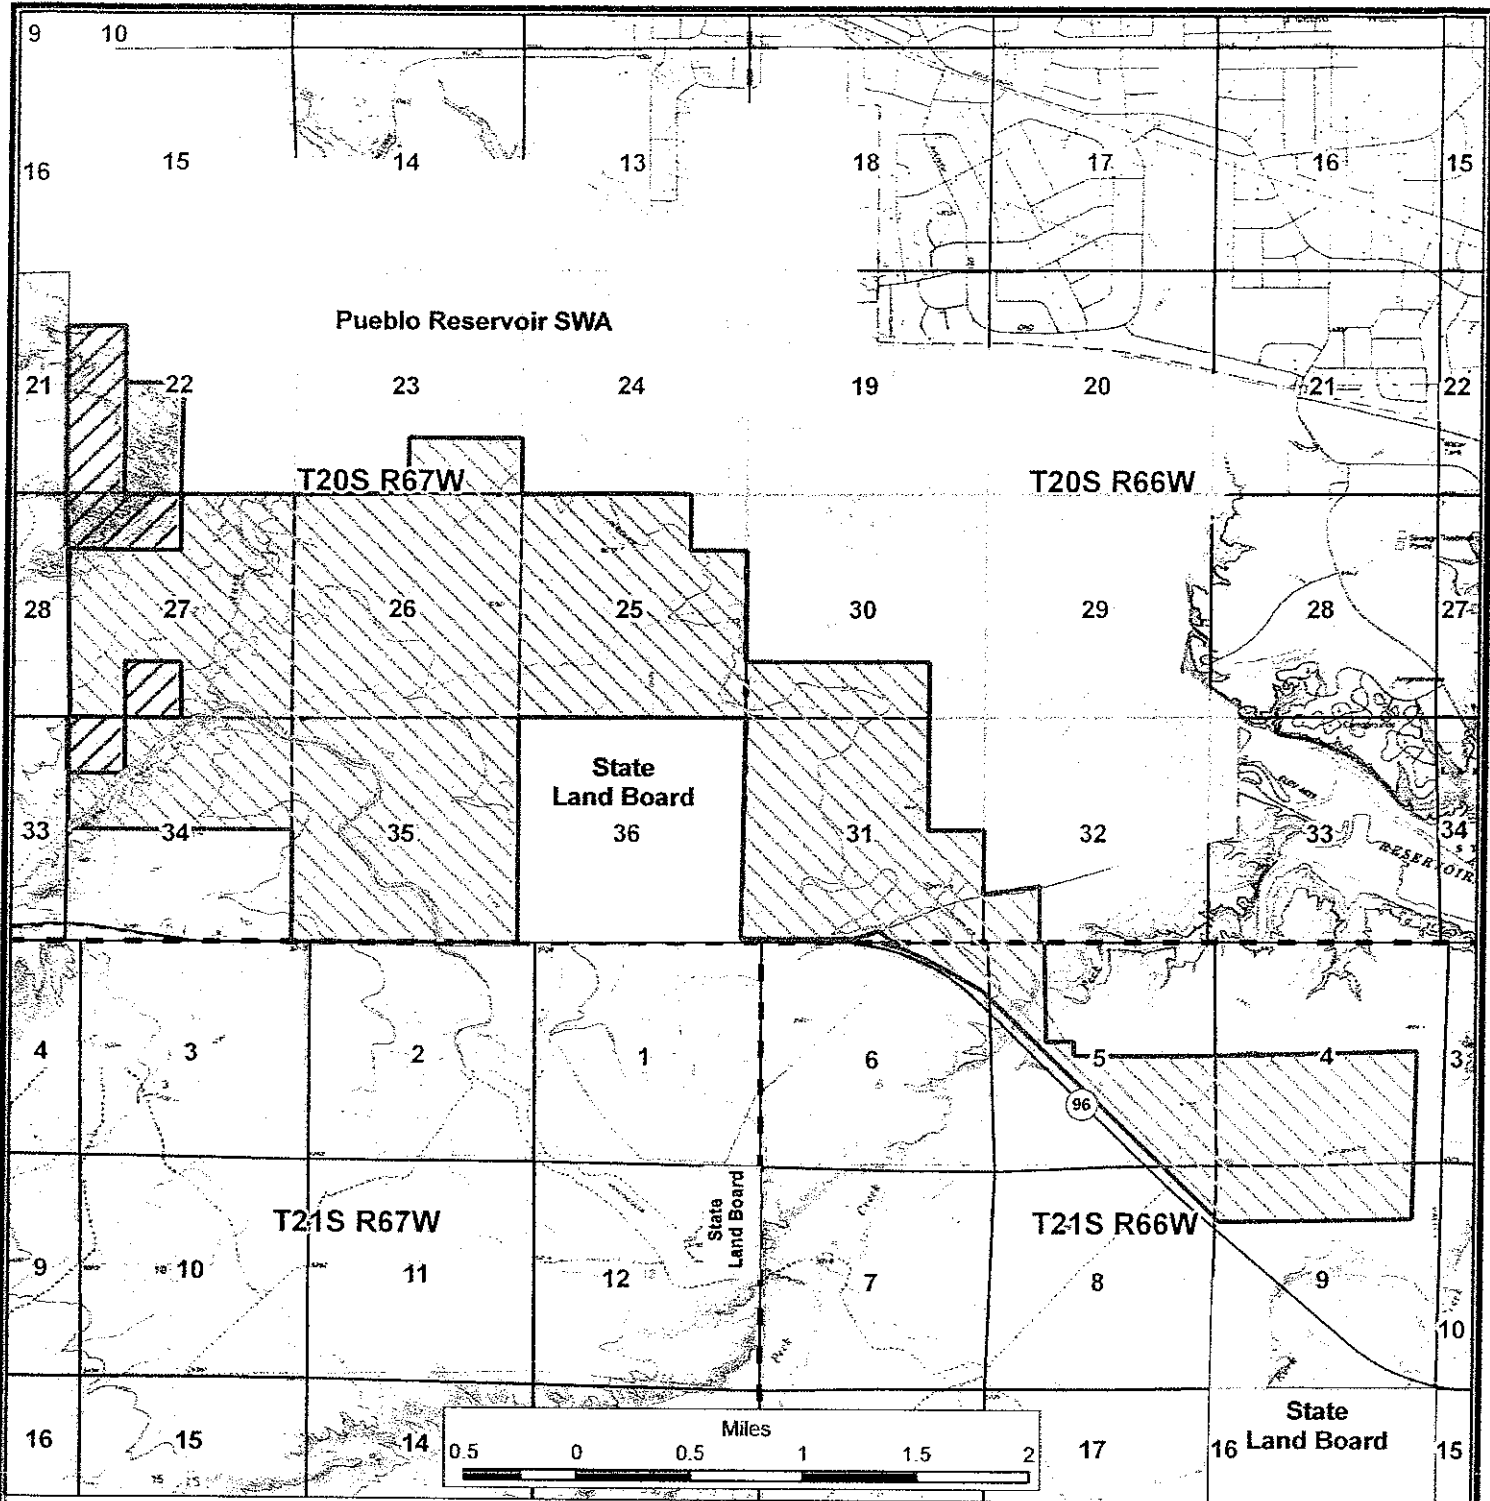 9 10
16 15 14 13 18 17 16 15
Pueblo Reservoir SWA
21 22 23 24 19 20 21 22
T20S R67W T20S R66W
28 27 26 25 30 29 28 27
State
Land Board
33 34 35 36 31 32 33 34
RESERVOIR
4 3 2 1 6 5 4 3
3
96
State
Land Board
Creek
T21S R67W T21S R66W
9 10 11 12 7 8 9
10
Peck
State
Land Board
16 15 14 17 16 15
Miles
0.5 0 0.5 1 1.5 2